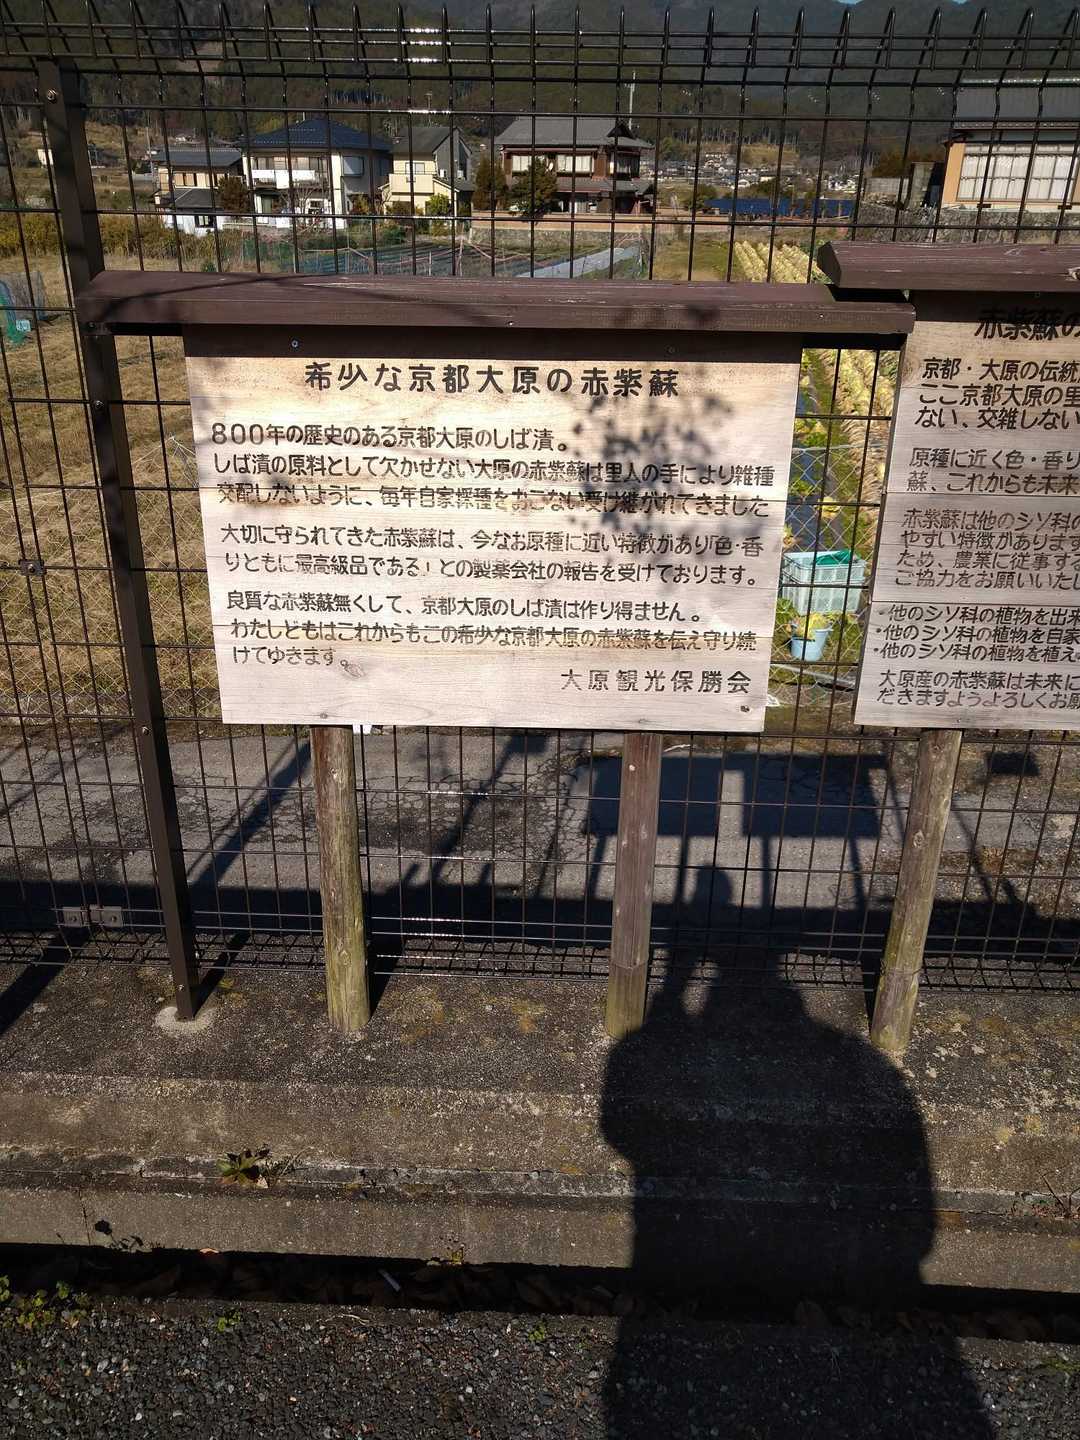 希少な京都大原の赤紫蘇
800年の歴史のある京都大原のしば漬。
しば漬の原料として欠かせない大原の赤紫蘇は里人の手により雑種
交配しないように、毎年自家採種をおこない受け継がれてきました
大切に守られてきた赤紫蘇は、今なお原種に近い特徴があり「色・香
りともに最高級品である」との製薬会社の報告を受けております。
良質な赤紫蘇無くして、京都大原のしば漬は作り得ません。
わたしどもはこれからもこの希少な京都大原の赤紫蘇を伝え守り続
けてゆきます。
大原観光保勝会
赤紫蘇の
京都・大原の伝統
ここ京都大原の里
ない、交雑しない
原種に近く色・香り
蘇、これからも未来
赤紫蘇は他のシソ科の
やすい特徴があります
ため、農業に従事する
ご協力をお願いいたし
・他のシソ科の植物を出来
・他のシソ科の植物を自家
・他のシソ科の植物を植え
大原産の赤紫蘇は未来に
だきますようよろしくお願